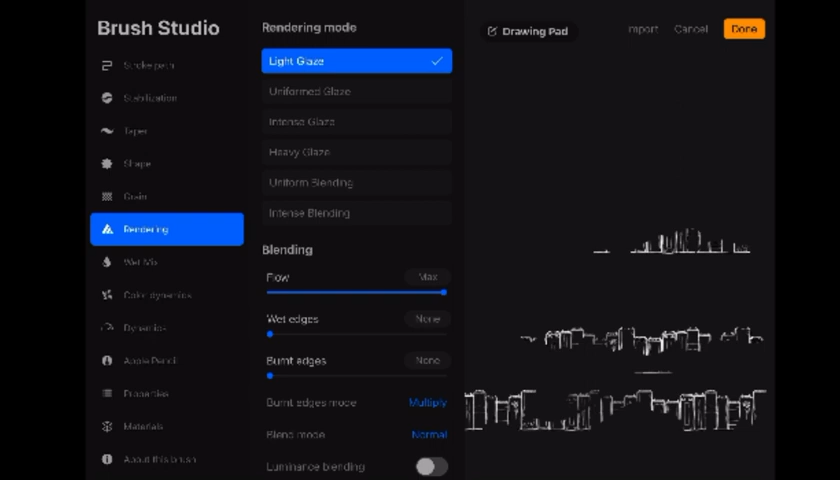 Brush Studio
Stroke path
Stabilization
Taper
Shape
Grain
Rendering
Wet Mix
Color dynamics
Dynamics
Apple Pencil
Properties
Materials
About this brush
Rendering mode
Light Glaze
Uniformed Glaze
Intense Glaze
Heavy Glaze
Uniform Blending
Intense Blending
Blending
Flow Max
Wet edges None
Burnt edges None
Burnt edges mode Multiply
Blend mode Normal
Luminance blending
Drawing Pad
Import Cancel Done